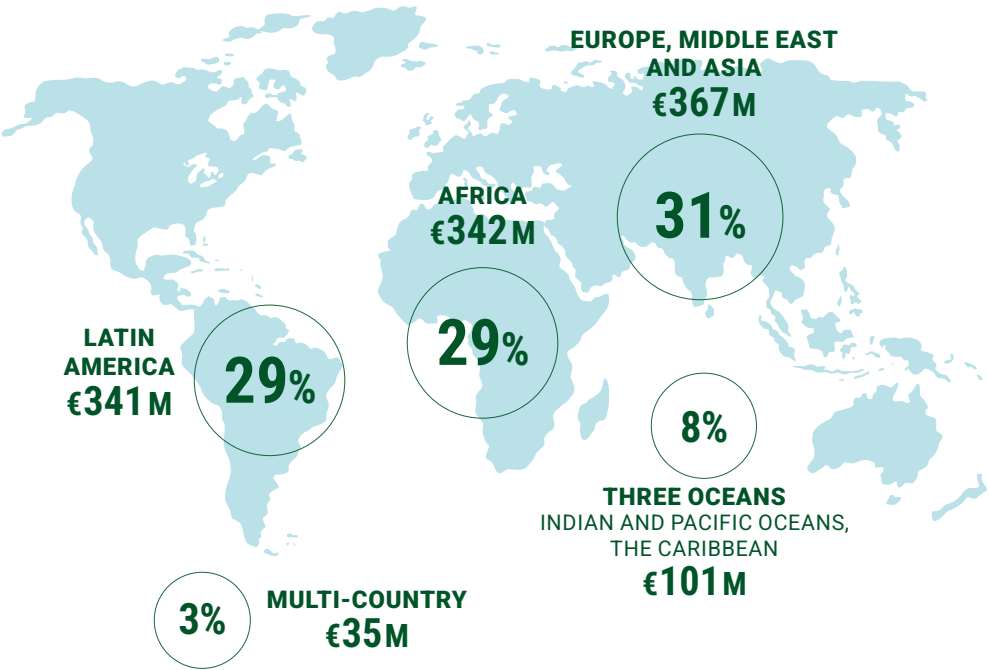 EUROPE, MIDDLE EAST
AND ASIA
€367M
31%
AFRICA
€342M
29%
LATIN
AMERICA
€341M
29%
8%
THREE OCEANS
INDIAN AND PACIFIC OCEANS,
THE CARIBBEAN
€101M
3%
MULTI-COUNTRY
€35M